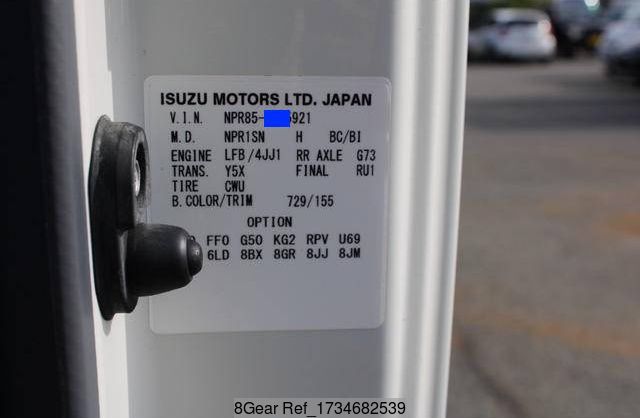 ISUZU MOTORS LTD. JAPAN
V.I.N. NPR85-921
M.D. NPR1SN H BC/BI
ENGINE LFB/4JJ1 RR AXLE G73
TRANS. Y5X FINAL RU1
TIRE CWU
B.COLOR/TRIM 729/155
OPTION
FF0 G50 KG2 RPV U69
6LD 8BX 8GR 8JJ 8JM
8Gear Ref_1734682539